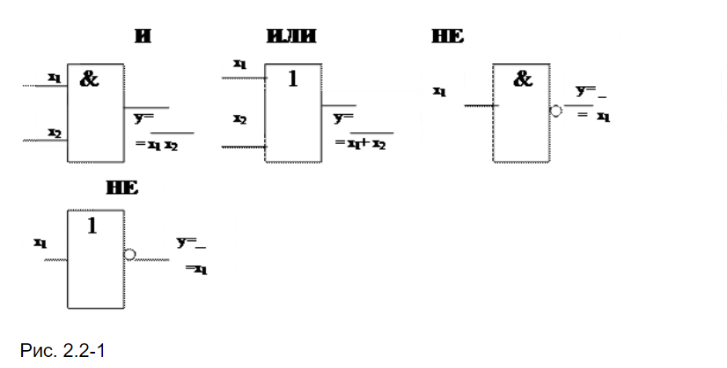 И
ИЛИ
НЕ
x₁
&
x₂
y=
=x₁ x₂
x₁
1
x₂
y=
=x₁+x₂
x₁
&
y=_
= x₁
НЕ
x₁
1
y=_
=x₁
Рис. 2.2-1